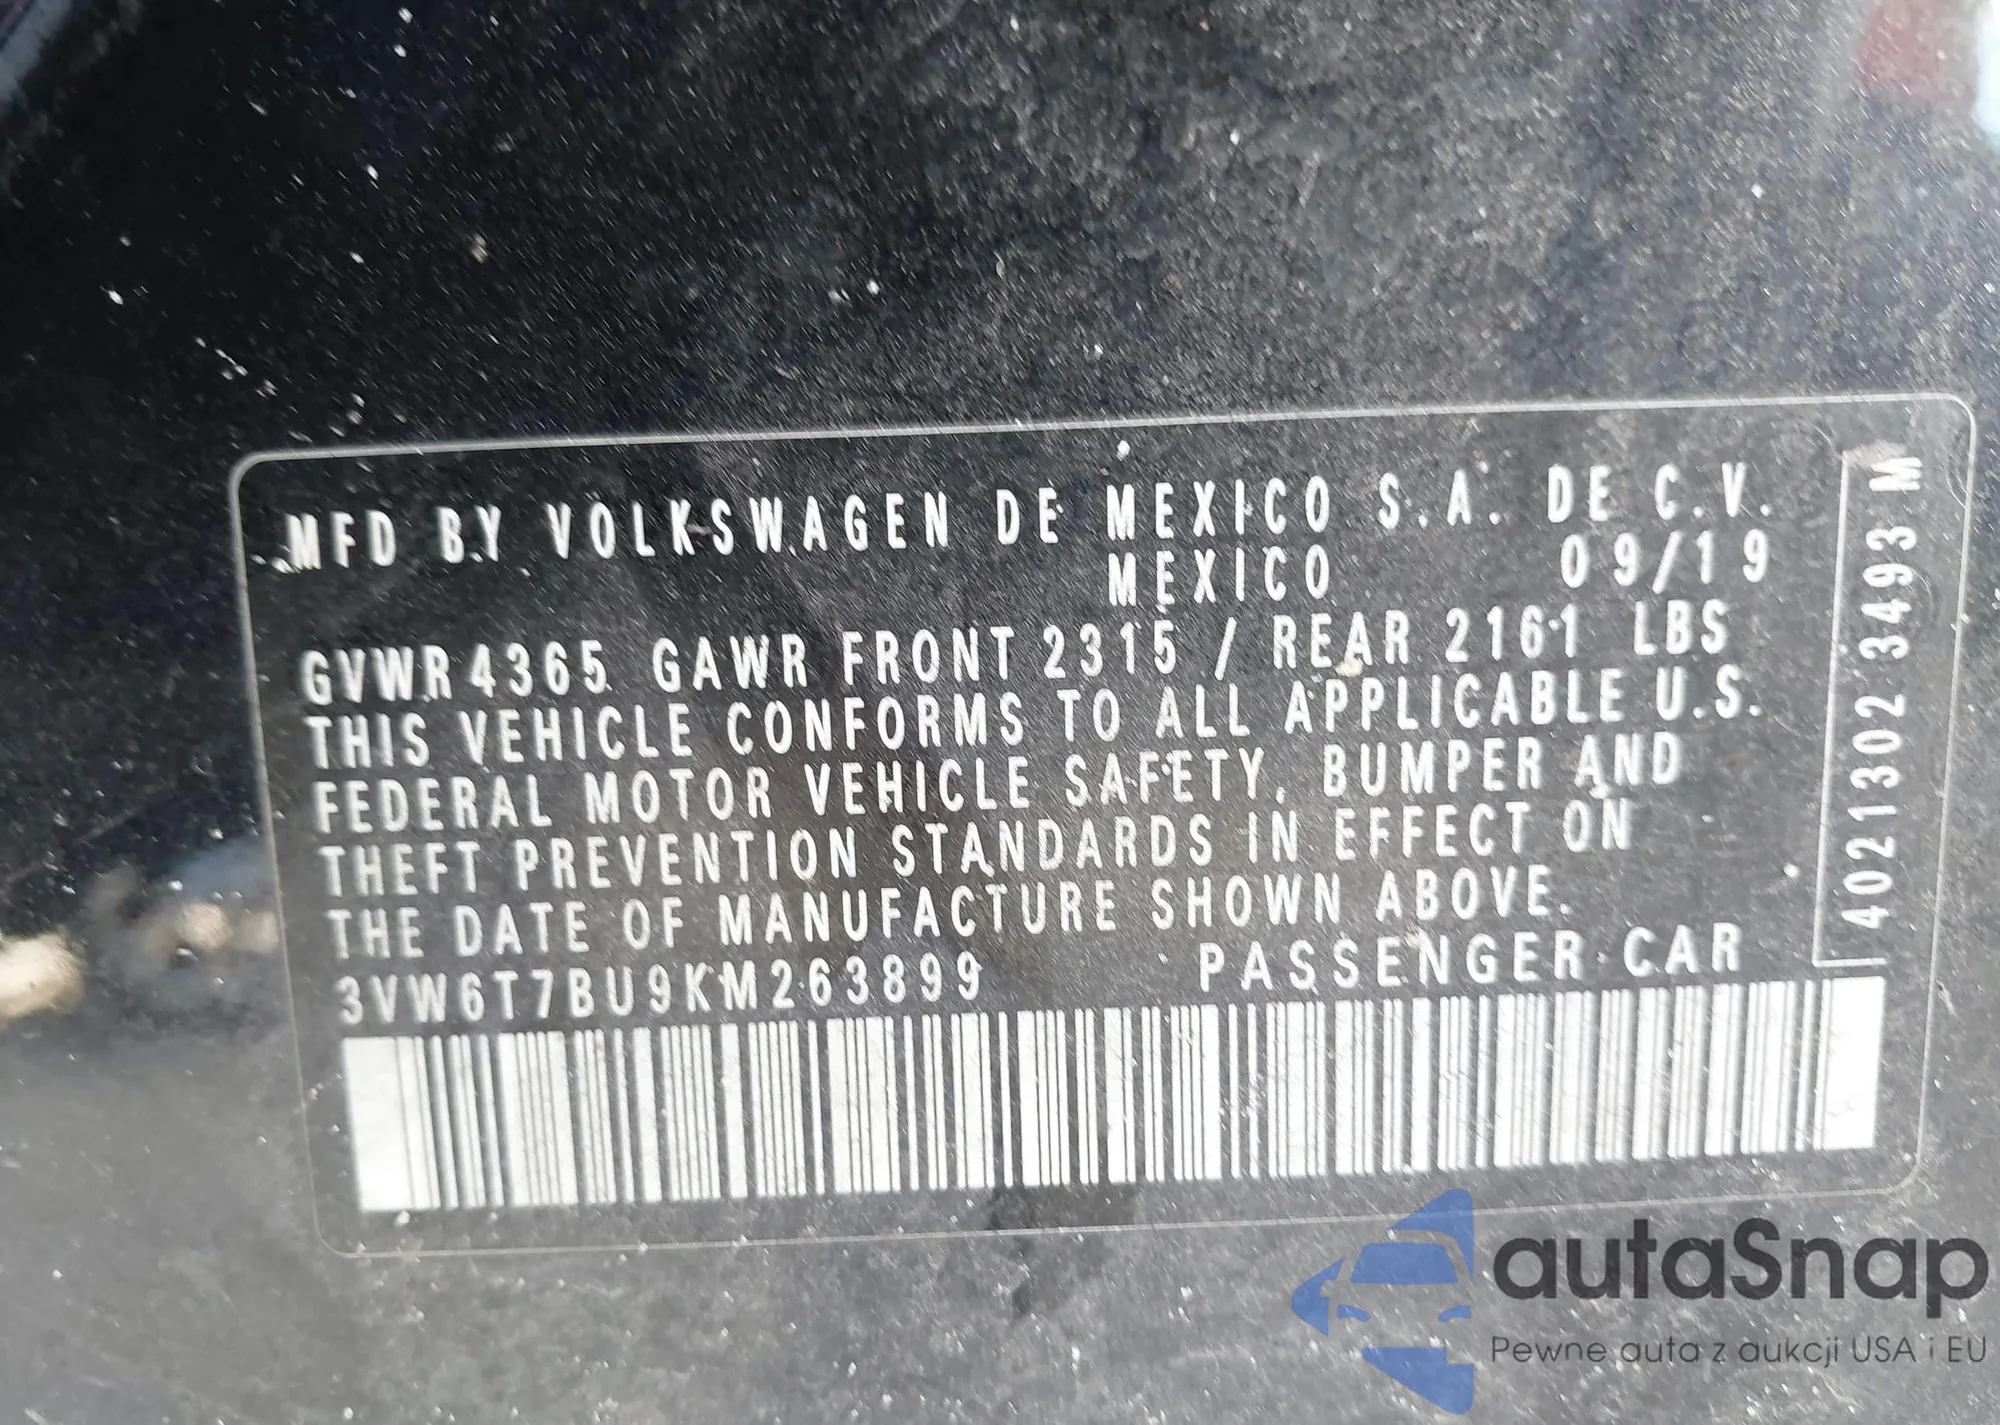 MFD BY VOLKSWAGEN DE MEXICO S.A. DE C.V.
MEXICO 09/19
GVWR 4365 GAWR FRONT 2315 / REAR 2161 LBS
THIS VEHICLE CONFORMS TO ALL APPLICABLE U.S.
FEDERAL MOTOR VEHICLE SAFETY, BUMPER AND
THEFT PREVENTION STANDARDS IN EFFECT ON
THE DATE OF MANUFACTURE SHOWN ABOVE.
3VW6T7BU9KM263899 PASSENGER CAR
4021302 3493 M
autaSnap
Pewne auta z aukcji USA i EU